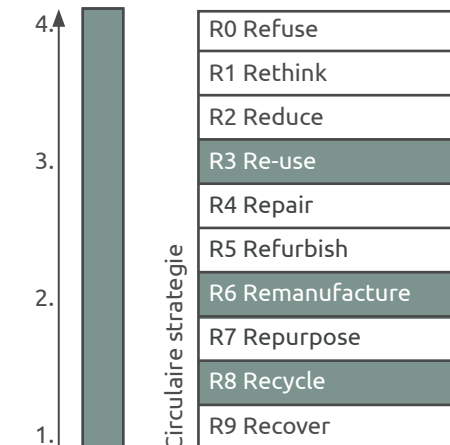 4.
3.
2.
1.
Circulaire strategie
R0 Refuse
R1 Rethink
R2 Reduce
R3 Re-use
R4 Repair
R5 Refurbish
R6 Remanufacture
R7 Repurpose
R8 Recycle
R9 Recover